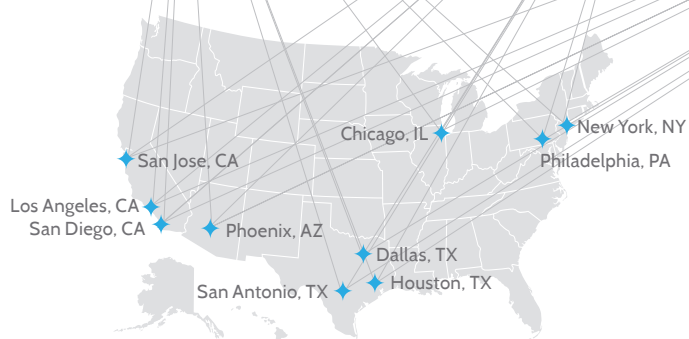 New York, NY
Chicago, IL
Philadelphia, PA
San Jose, CA
Los Angeles, CA
San Diego, CA
Phoenix, AZ
Dallas, TX
Houston, TX
San Antonio, TX